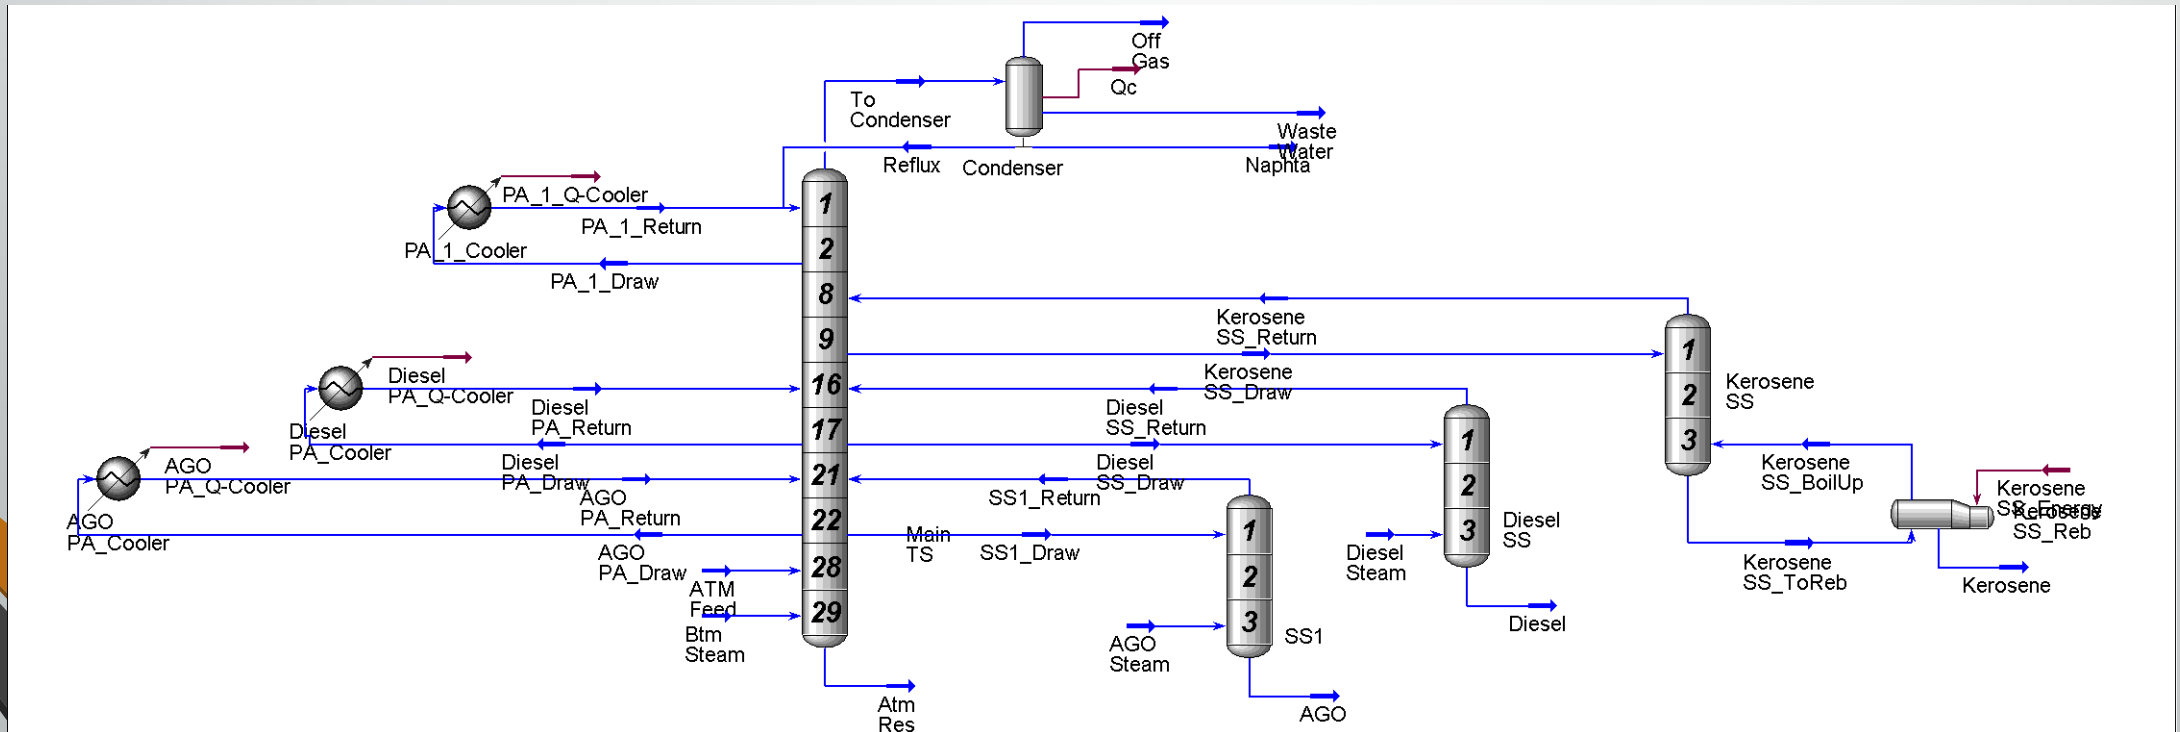 Off
Gas
Qc
To
Condenser
Waste
Water
Naphta
Reflux
Condenser
PA_1_Q-Cooler
PA_1_Return
PA_1_Cooler
PA_1_Draw
1
2
8
9
16
17
21
22
28
29
Kerosene
SS_Return
Kerosene
SS_Draw
1
2
3
Kerosene
SS
Diesel
PA_Q-Cooler
Diesel
PA_Return
Diesel
PA_Cooler
Diesel
PA_Draw
Diesel
SS_Return
Diesel
SS_Draw
1
2
3
Diesel
SS
Diesel
Steam
Diesel
Kerosene
SS_BoilUp
Kerosene
SS_Energy
Kerosene
SS_Reb
Kerosene
SS_ToReb
Kerosene
AGO
PA_Q-Cooler
AGO
PA_Return
AGO
PA_Cooler
AGO
PA_Draw
SS1_Return
Main
TS
SS1_Draw
1
2
3
SS1
ATM
Feed
Btm
Steam
AGO
Steam
Atm
Res
AGO